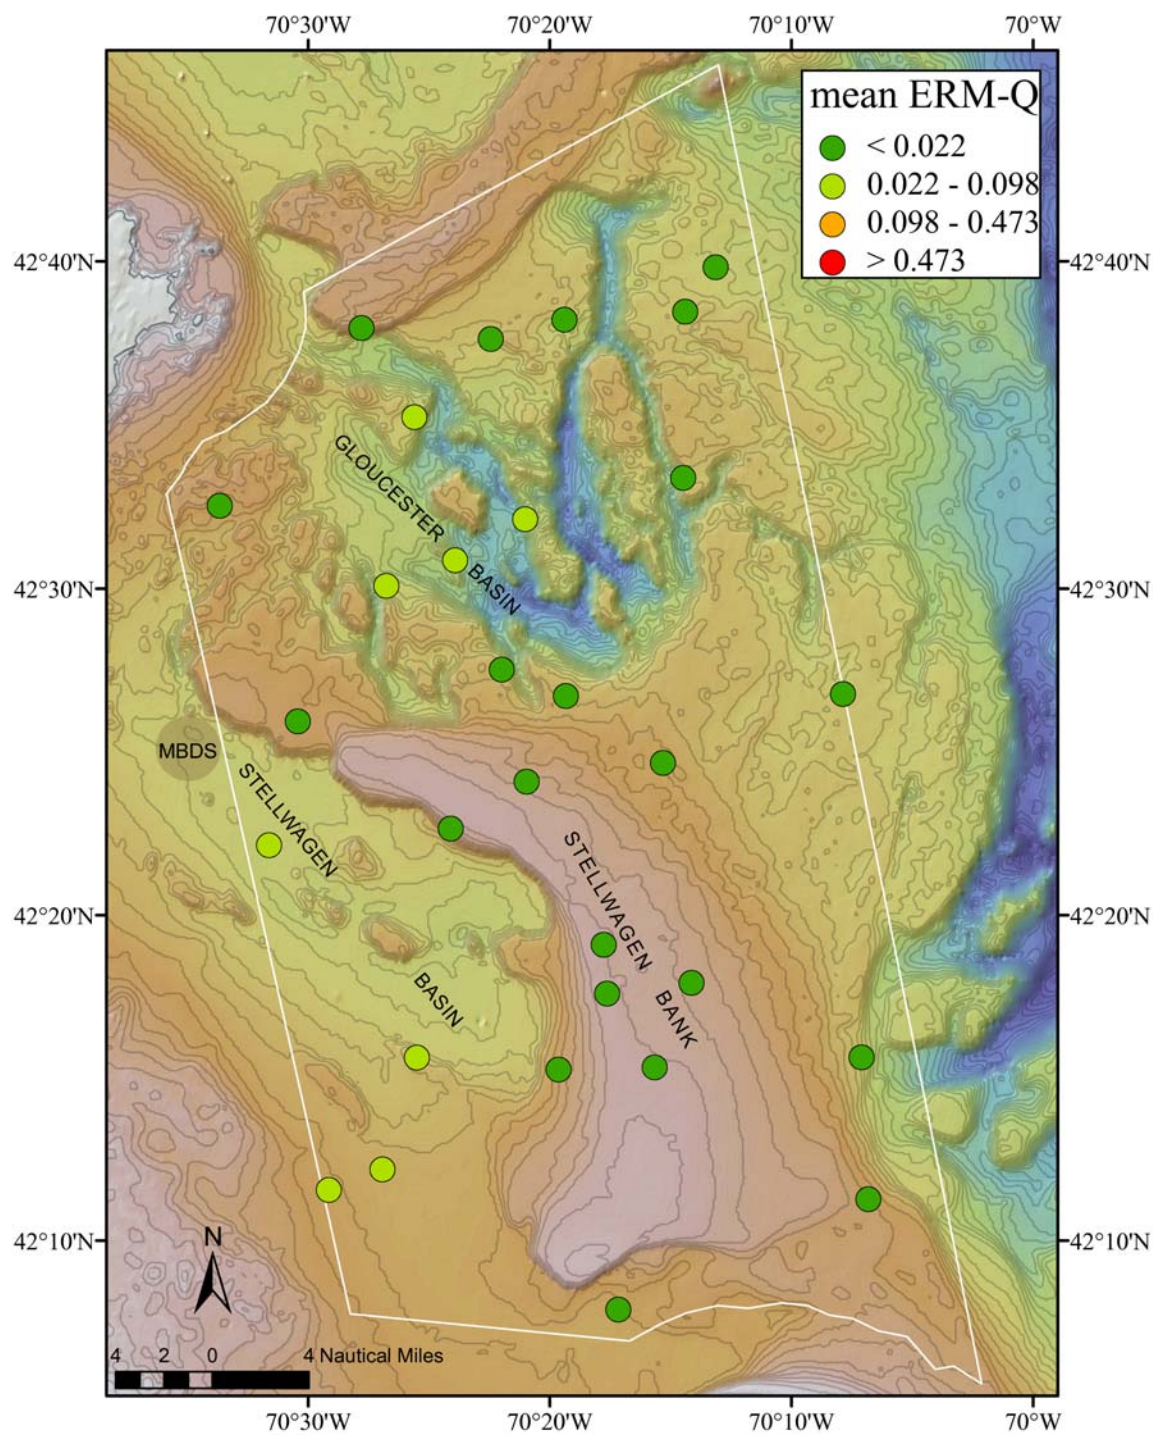 70°30'W 70°20'W 70°10'W 70°W
mean ERM-Q
< 0.022
0.022 - 0.098
0.098 - 0.473
> 0.473
42°40'N 42°40'N
GLOUCESTER
BASIN
42°30'N 42°30'N
MBDS
STELLWAGEN
BASIN
STELLWAGEN
BANK
42°20'N 42°20'N
42°10'N 42°10'N
N
4 2 0 4 Nautical Miles
70°30'W 70°20'W 70°10'W 70°W